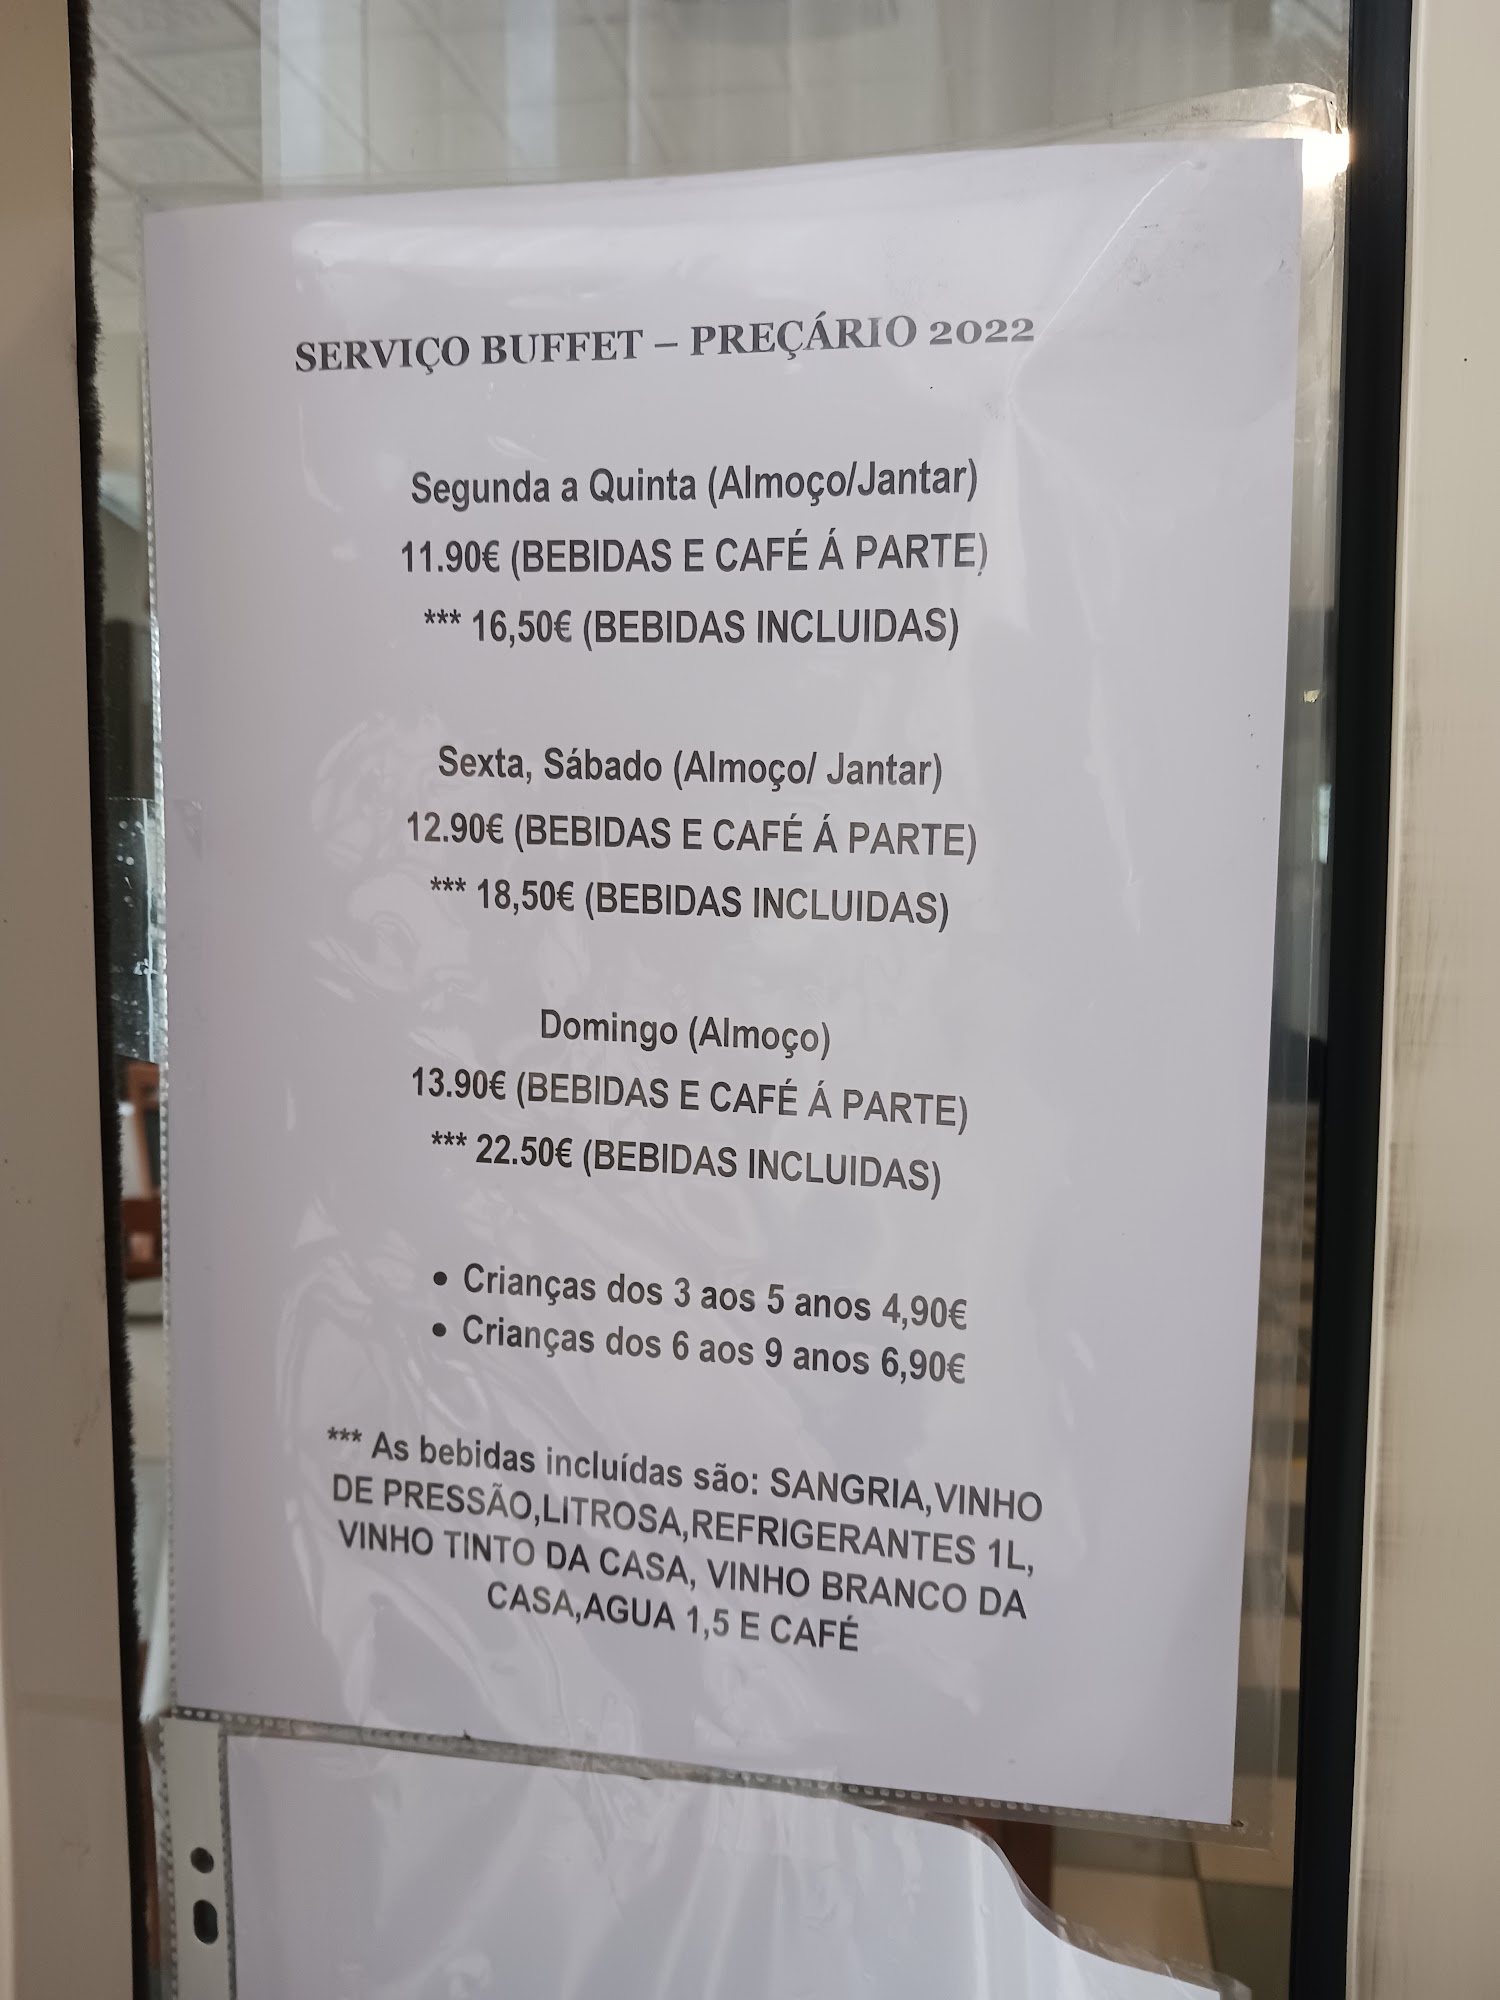 SERVIÇO BUFFET – PREÇÁRIO 2022
Segunda a Quinta (Almoço/Jantar)
11.90€ (BEBIDAS E CAFÉ Á PARTE)
*** 16,50€ (BEBIDAS INCLUIDAS)
Sexta, Sábado (Almoço/ Jantar)
12.90€ (BEBIDAS E CAFÉ Á PARTE)
*** 18,50€ (BEBIDAS INCLUIDAS)
Domingo (Almoço)
13.90€ (BEBIDAS E CAFÉ Á PARTE)
*** 22.50€ (BEBIDAS INCLUIDAS)
• Crianças dos 3 aos 5 anos 4,90€
• Crianças dos 6 aos 9 anos 6,90€
*** As bebidas incluídas são: SANGRIA,VINHO
DE PRESSÃO,LITROSA,REFRIGERANTES 1L,
VINHO TINTO DA CASA, VINHO BRANCO DA
CASA,AGUA 1,5 E CAFÉ